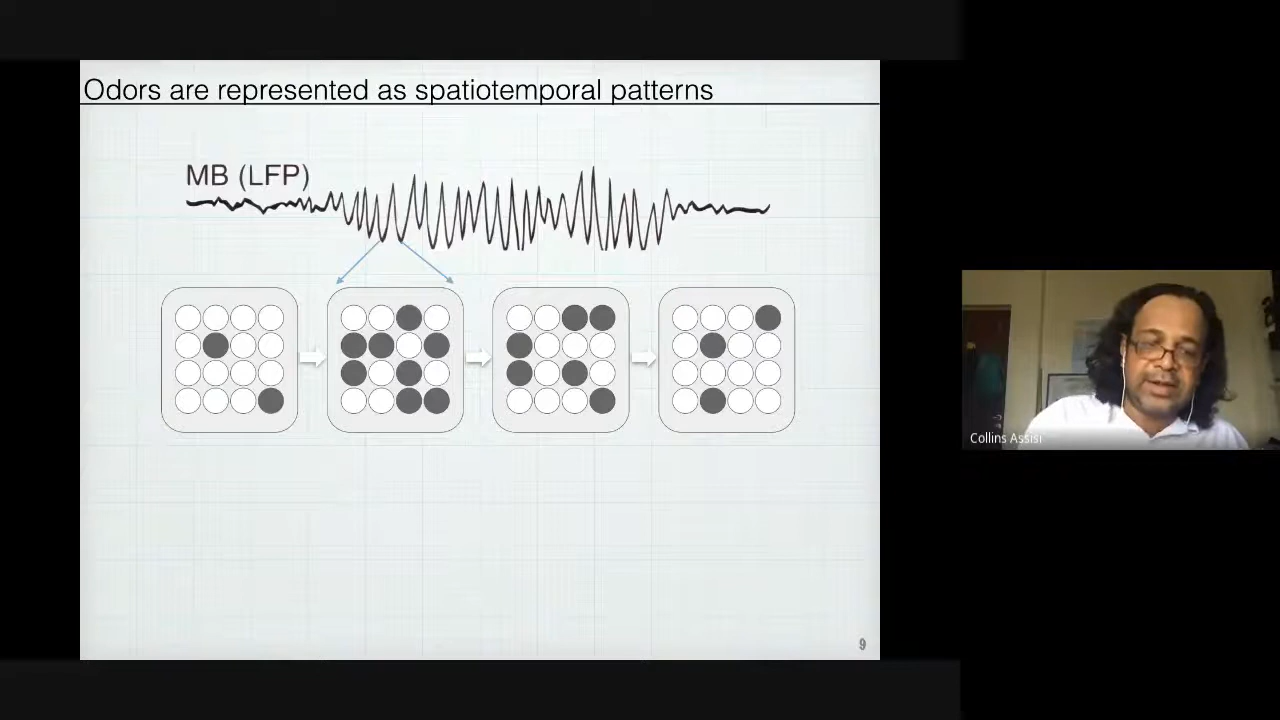 Odors are represented as spatiotemporal patterns
MB (LFP)
Collins Assisi
9